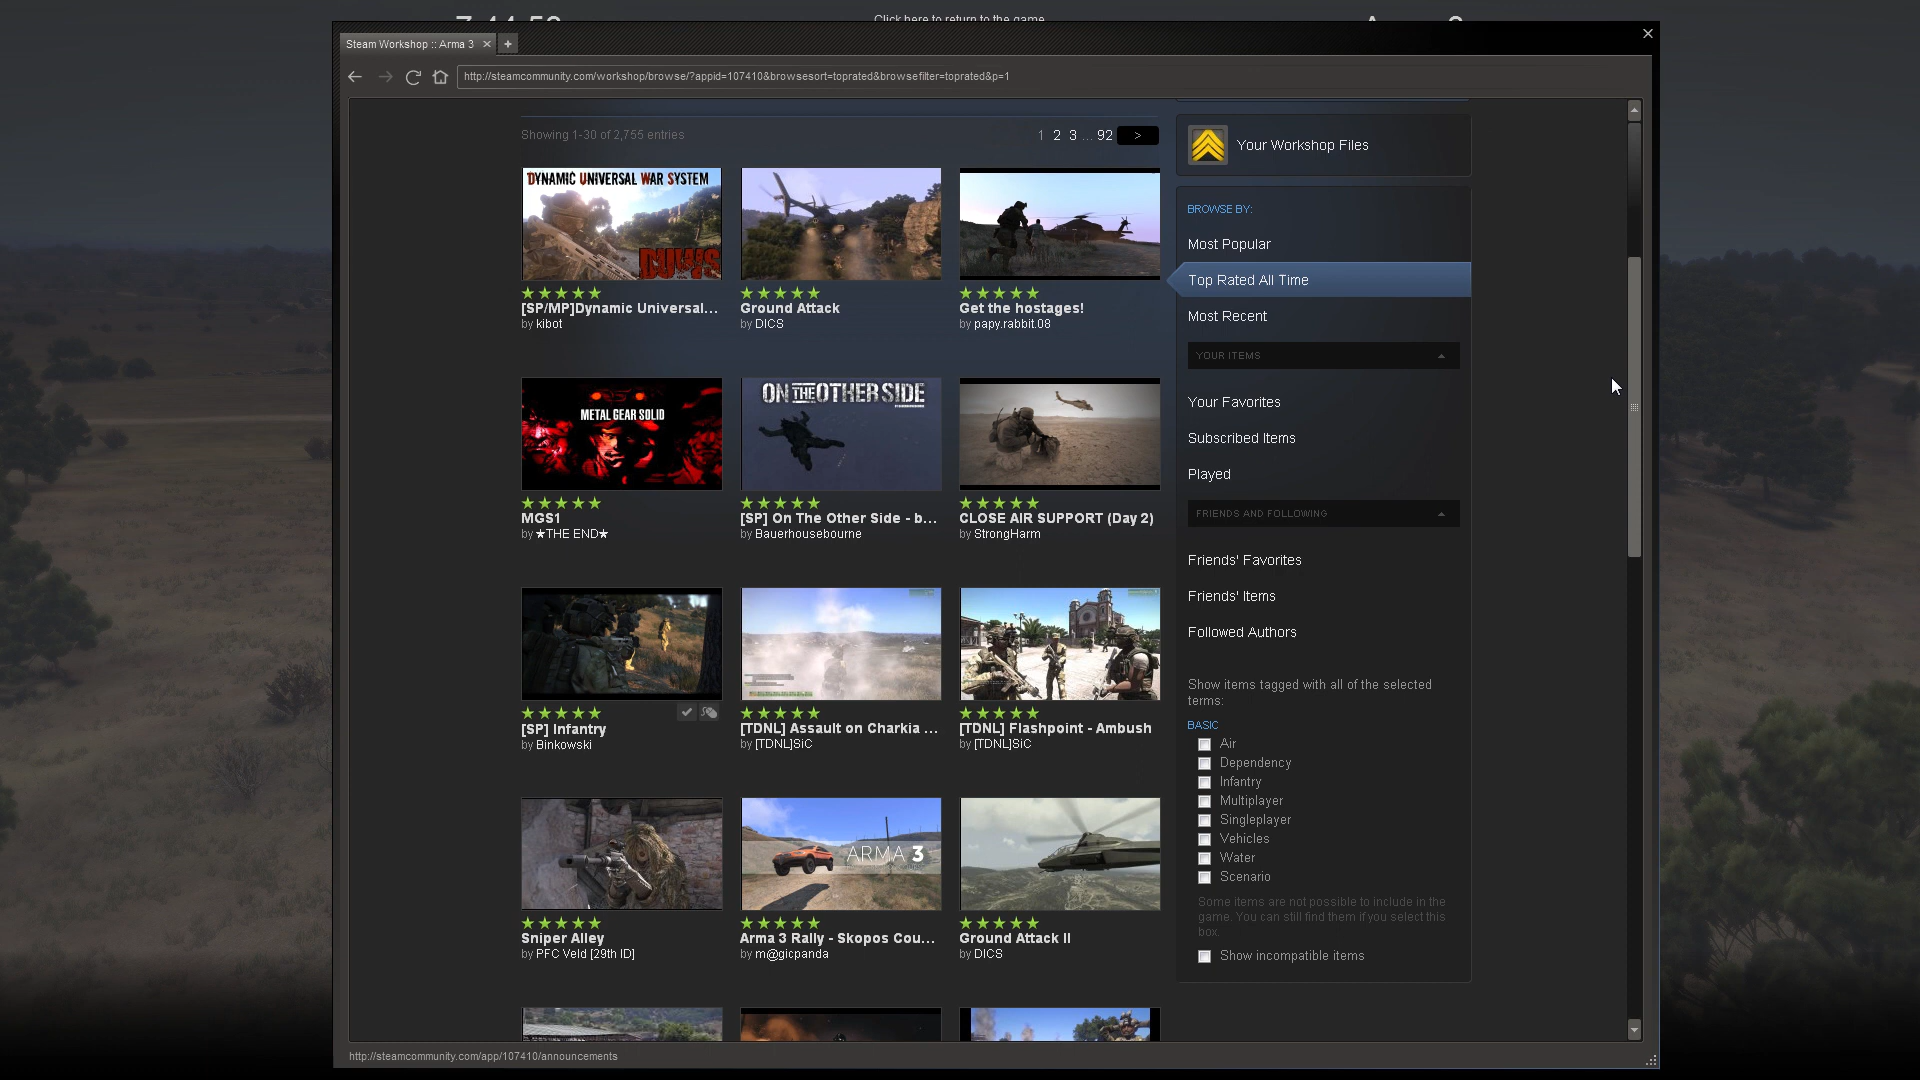 Click here to return to the game
Steam Workshop :: Arma 3
http://steamcommunity.com/workshop/browse/?appid=107410&browsesort=toprated&browsefilter=toprated&p=1
Showing 1-30 of 2,755 entries
1 2 3 ... 92 >
DYNAMIC UNIVERSAL WAR SYSTEM
DUWS
[SP/MP]Dynamic Universal...
by kibot
Ground Attack
by DICS
Get the hostages!
by papy.rabbit.08
METAL GEAR SOLID
MGS1
by ★THE END★
ON THE OTHER SIDE
[SP] On The Other Side - b...
by Bauerhousebourne
CLOSE AIR SUPPORT (Day 2)
by StrongHarm
[SP] Infantry
by Binkowski
[TDNL] Assault on Charkia ...
by [TDNL]SiC
[TDNL] Flashpoint - Ambush
by [TDNL]SiC
Sniper Alley
by PFC Veld [29th ID]
ARMA 3
Arma 3 Rally - Skopos Cou...
by m@gicpanda
Ground Attack II
by DICS
Your Workshop Files
BROWSE BY:
Most Popular
Top Rated All Time
Most Recent
YOUR ITEMS
Your Favorites
Subscribed Items
Played
FRIENDS AND FOLLOWING
Friends' Favorites
Friends' Items
Followed Authors
Show items tagged with all of the selected
terms:
BASIC
Air
Dependency
Infantry
Multiplayer
Singleplayer
Vehicles
Water
Scenario
Some items are not possible to include in the
game. You can still find them if you select this
box.
Show incompatible items
http://steamcommunity.com/app/107410/announcements